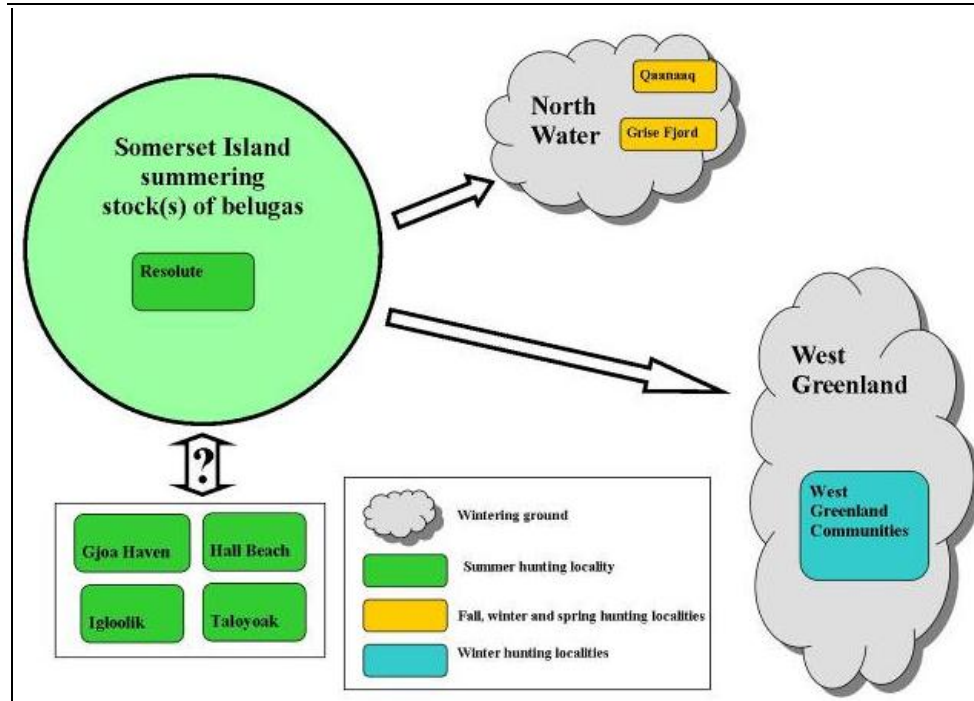 Somerset Island
summering
stock(s) of belugas
Resolute
North
Water
Qaanaaq
Grise Fjord
West
Greenland
West
Greenland
Communities
?
Gjoa Haven
Hall Beach
Igloolik
Taloyoak
Wintering ground
Summer hunting locality
Fall, winter and spring hunting localities
Winter hunting localities